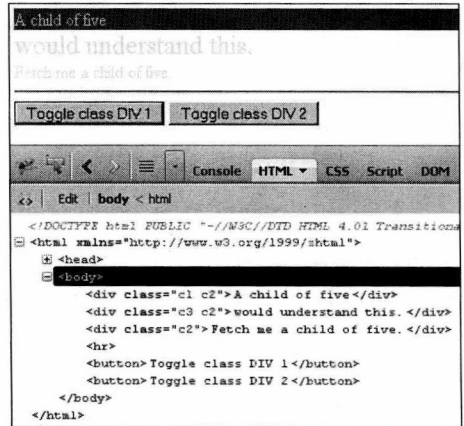 A child of five
would understand this.
Fetch me a child of five.
Toggle class DIV 1 Toggle class DIV 2
Console HTML CSS Script DOM
Edit body < html
<!DOCTYPE html PUBLIC "-//W3C//DTD HTML 4.01 Transitiona
<html xmlns="http://www.w3.org/1999/xhtml">
<head>
<body>
<div class="c1 c2">A child of five</div>
<div class="c3 c2">would understand this.</div>
<div class="c2">Fetch me a child of five.</div>
<hr>
<button>Toggle class DIV 1</button>
<button>Toggle class DIV 2</button>
</body>
</html>